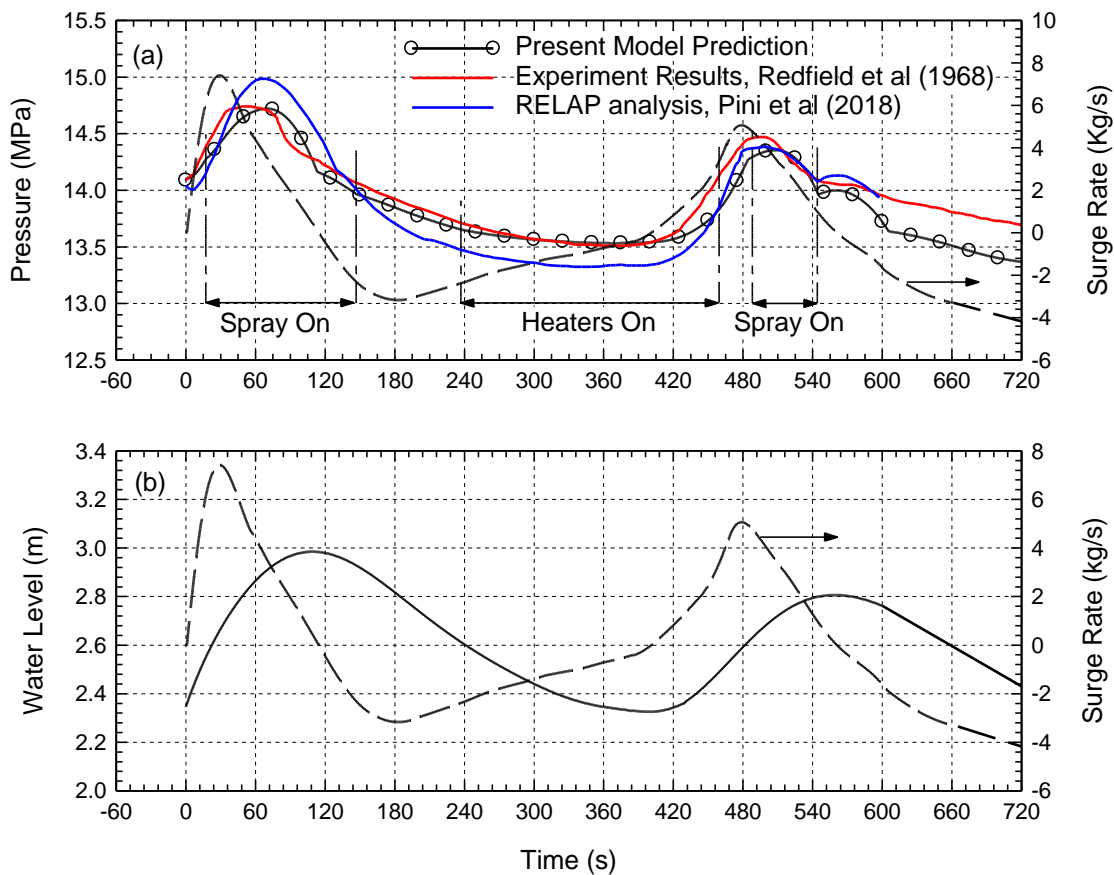 15.5
15.0
14.5
14.0
13.5
13.0
12.5
Pressure (MPa)
(a)
Present Model Prediction
Experiment Results, Redfield et al (1968)
RELAP analysis, Pini et al (2018)
Spray On
Heaters On
Spray On
10
8
6
4
2
0
-2
-4
-6
Surge Rate (Kg/s)
-60 0 60 120 180 240 300 360 420 480 540 600 660 720
3.4
3.2
3.0
2.8
2.6
2.4
2.2
2.0
Water Level (m)
(b)
8
6
4
2
0
-2
-4
-6
Surge Rate (kg/s)
-60 0 60 120 180 240 300 360 420 480 540 600 660 720
Time (s)